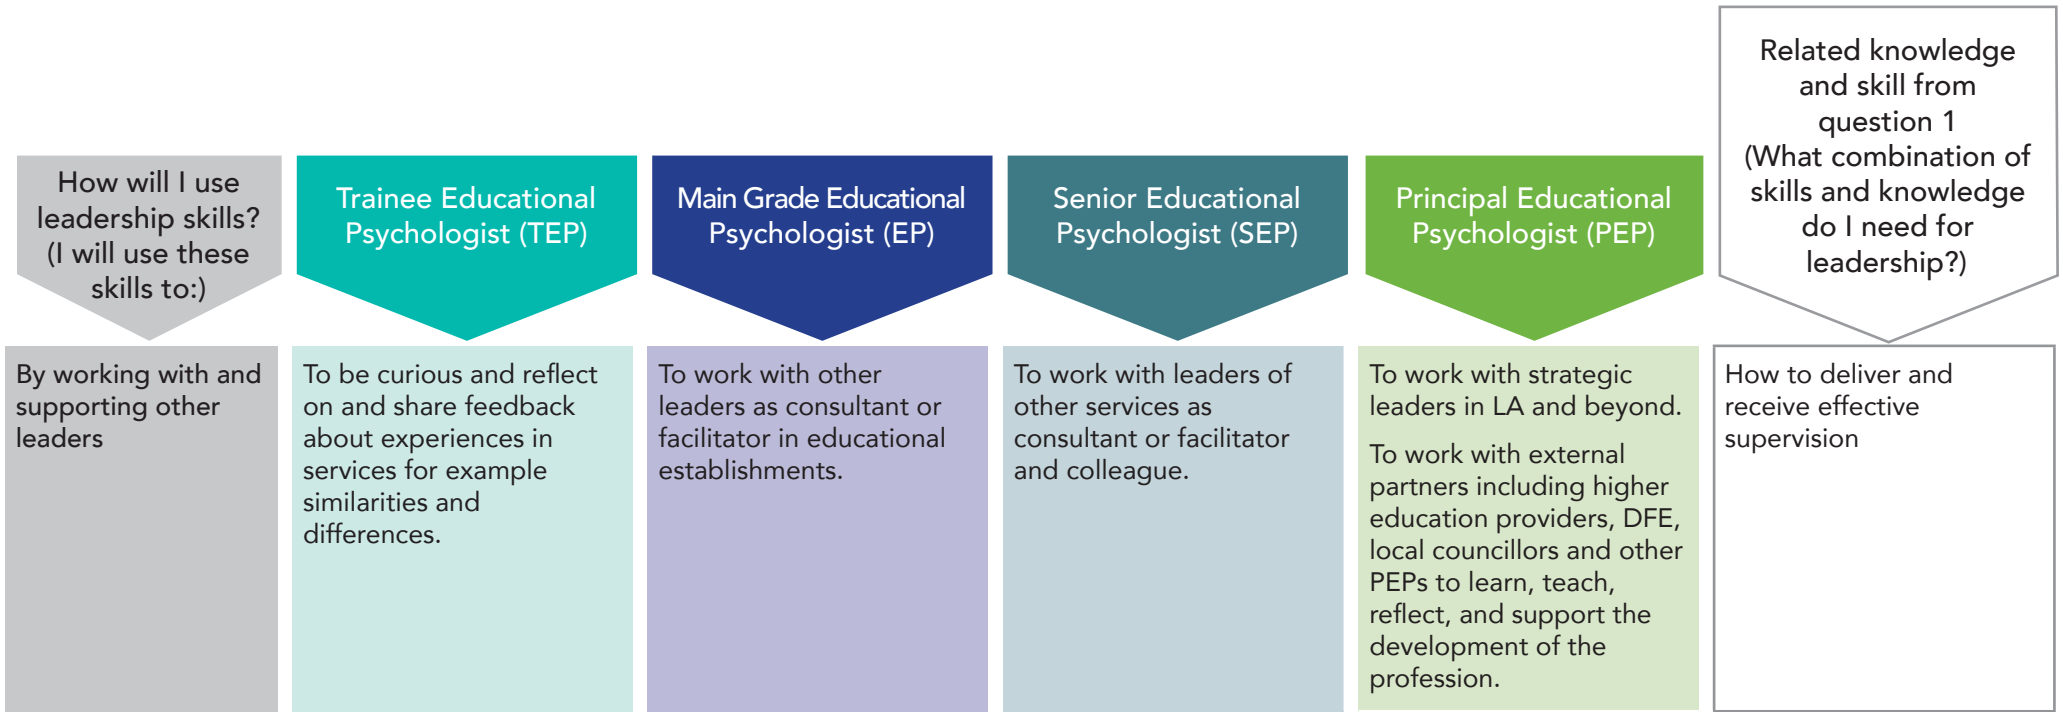 How will I use
leadership skills?
(I will use these
skills to:)
Trainee Educational
Psychologist (TEP)
Main Grade Educational
Psychologist (EP)
Senior Educational
Psychologist (SEP)
Principal Educational
Psychologist (PEP)
Related knowledge
and skill from
question 1
(What combination of
skills and knowledge
do I need for
leadership?)
By working with and
supporting other
leaders
To be curious and reflect
on and share feedback
about experiences in
services for example
similarities and
differences.
To work with other
leaders as consultant or
facilitator in educational
establishments.
To work with leaders of
other services as
consultant or facilitator
and colleague.
To work with strategic
leaders in LA and beyond.
To work with external
partners including higher
education providers, DFE,
local councillors and other
PEPs to learn, teach,
reflect, and support the
development of the
profession.
How to deliver and
receive effective
supervision